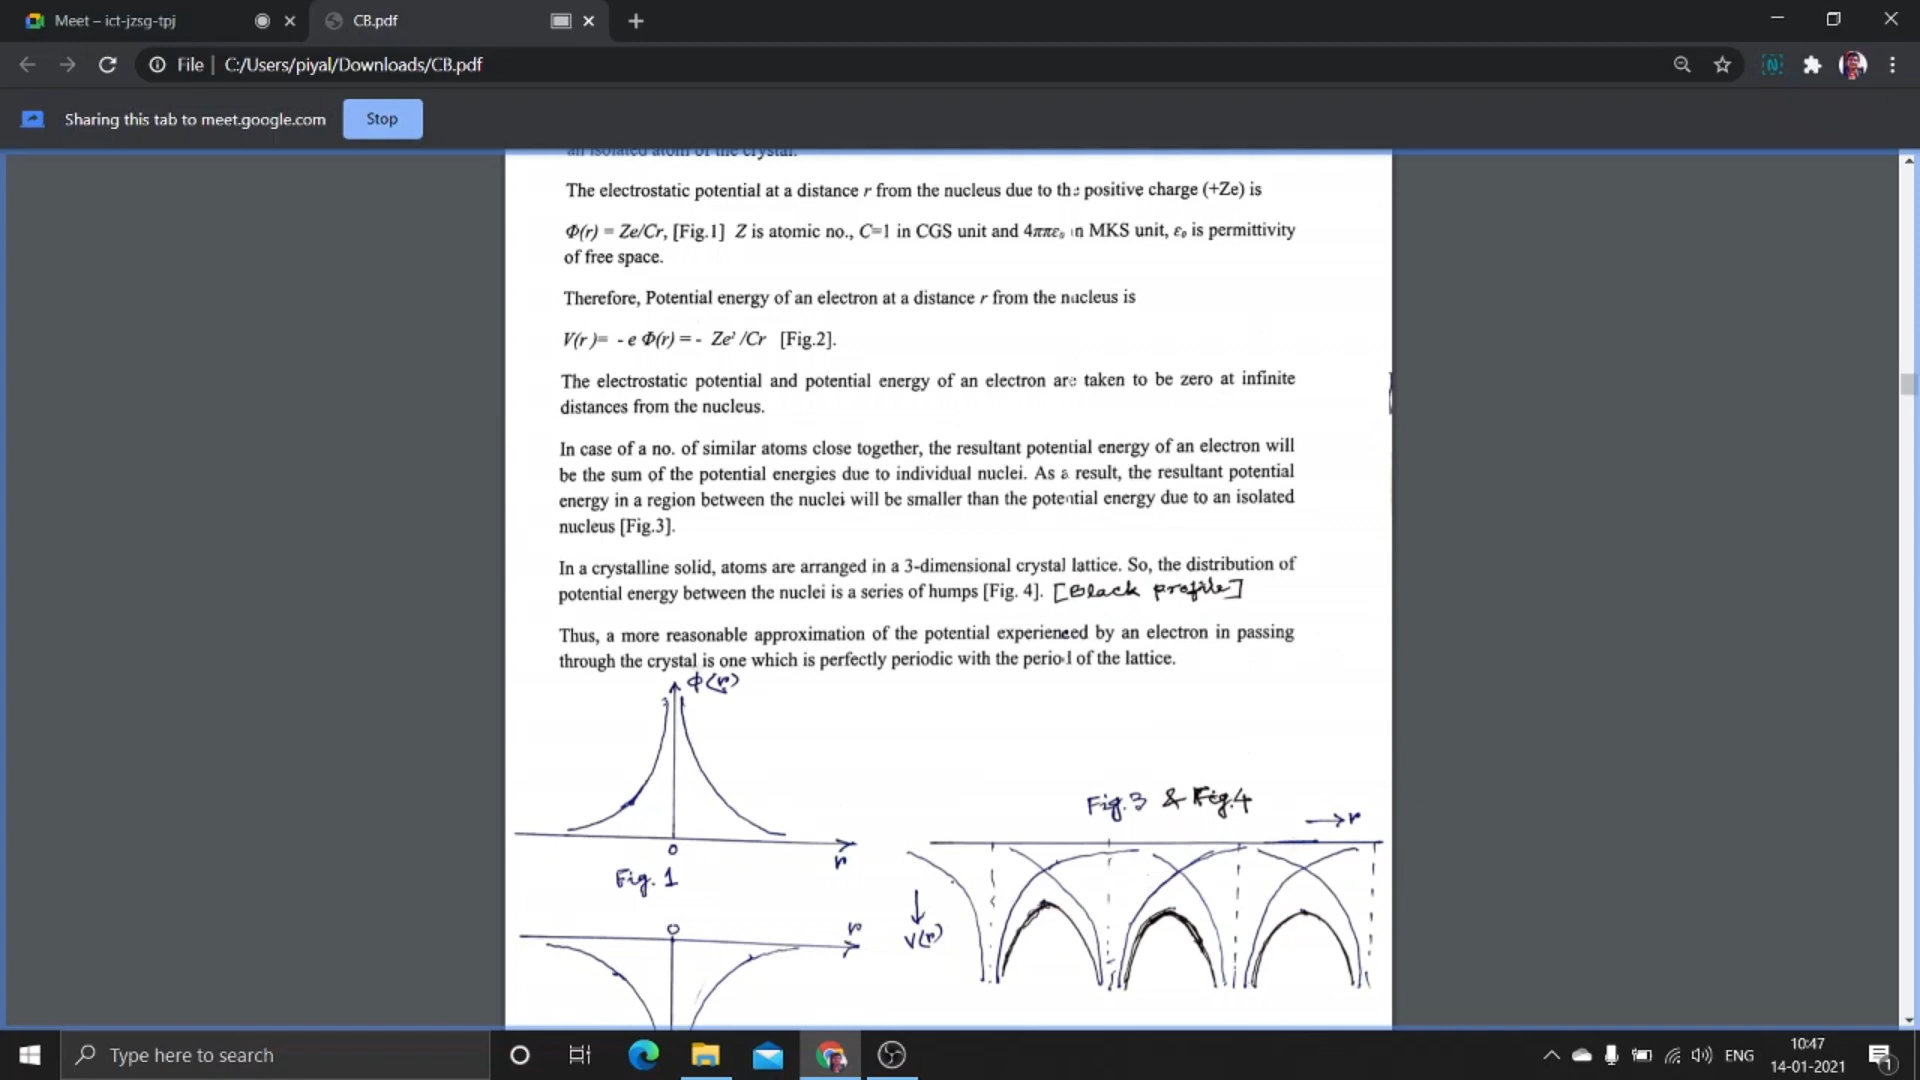 Meet – ict-jzsg-tpj
CB.pdf
File | C:/Users/piyal/Downloads/CB.pdf
Sharing this tab to meet.google.com
Stop
an isolated atom of the crystal.
The electrostatic potential at a distance r from the nucleus due to the positive charge (+Ze) is
Φ(r) = Ze/Cr, [Fig.1] Z is atomic no., C=1 in CGS unit and 4ππε₀ in MKS unit, ε₀ is permittivity
of free space.
Therefore, Potential energy of an electron at a distance r from the nucleus is
V(r )= - e Φ(r) = - Ze² /Cr [Fig.2].
The electrostatic potential and potential energy of an electron are taken to be zero at infinite
distances from the nucleus.
In case of a no. of similar atoms close together, the resultant potential energy of an electron will
be the sum of the potential energies due to individual nuclei. As a result, the resultant potential
energy in a region between the nuclei will be smaller than the potential energy due to an isolated
nucleus [Fig.3].
In a crystalline solid, atoms are arranged in a 3-dimensional crystal lattice. So, the distribution of
potential energy between the nuclei is a series of humps [Fig. 4]. [Black profile]
Thus, a more reasonable approximation of the potential experienced by an electron in passing
through the crystal is one which is perfectly periodic with the period of the lattice.
Φ(r)
Fig.3 & Fig.4
→r
0
r
Fig. 1
0
r
↓
V(r)
Type here to search
ENG
10:47
14-01-2021
1